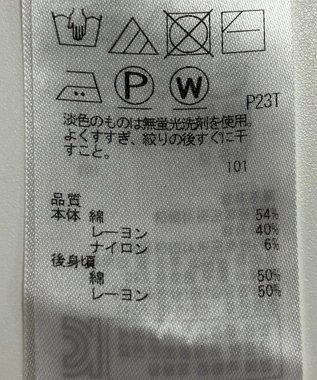 P W
P23T
淡色のものは無蛍光洗剤を使用。
よくすすぎ、絞りの後すぐに干
すこと。
101
品質
本体 綿 54%
レーヨン 40%
ナイロン 6%
後身頃
綿 50%
レーヨン 50%